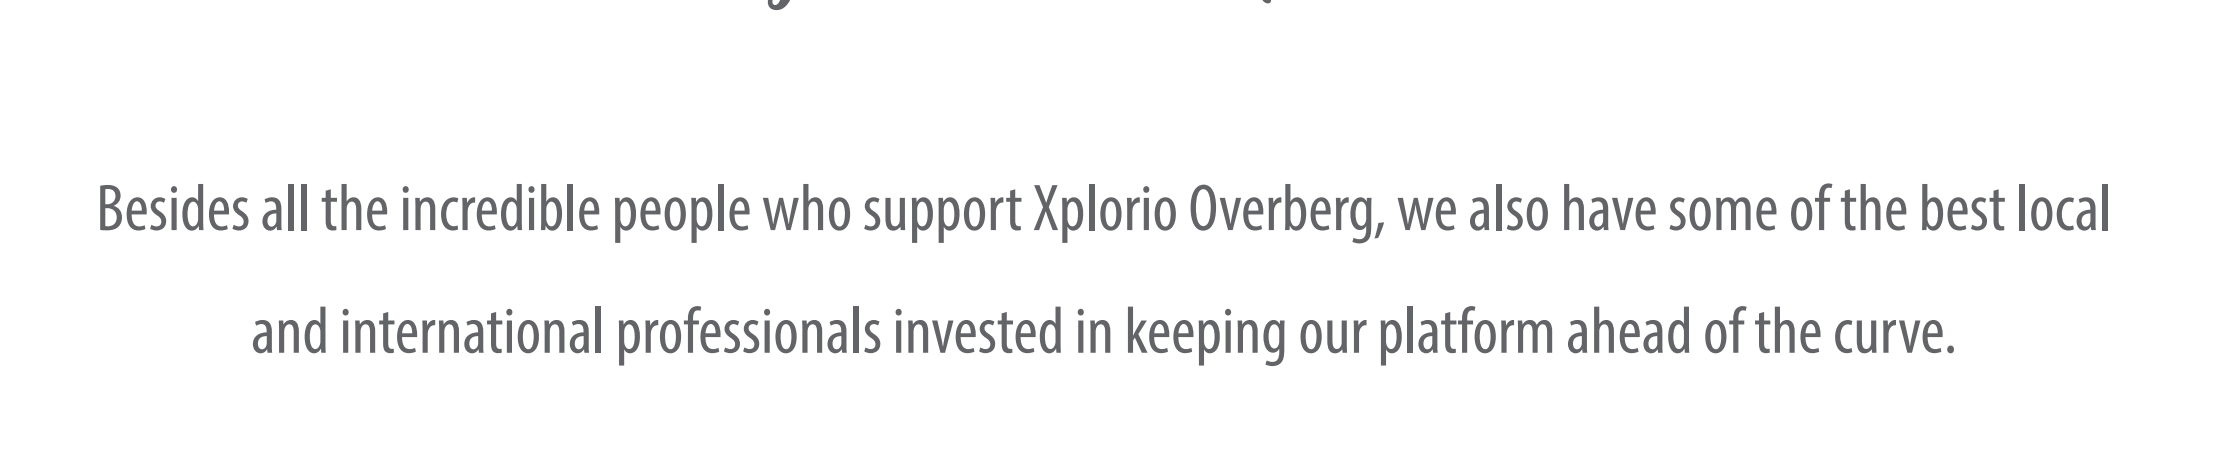 Besides all the incredible people who support Xplorio Overberg, we also have some of the best local
and international professionals invested in keeping our platform ahead of the curve.